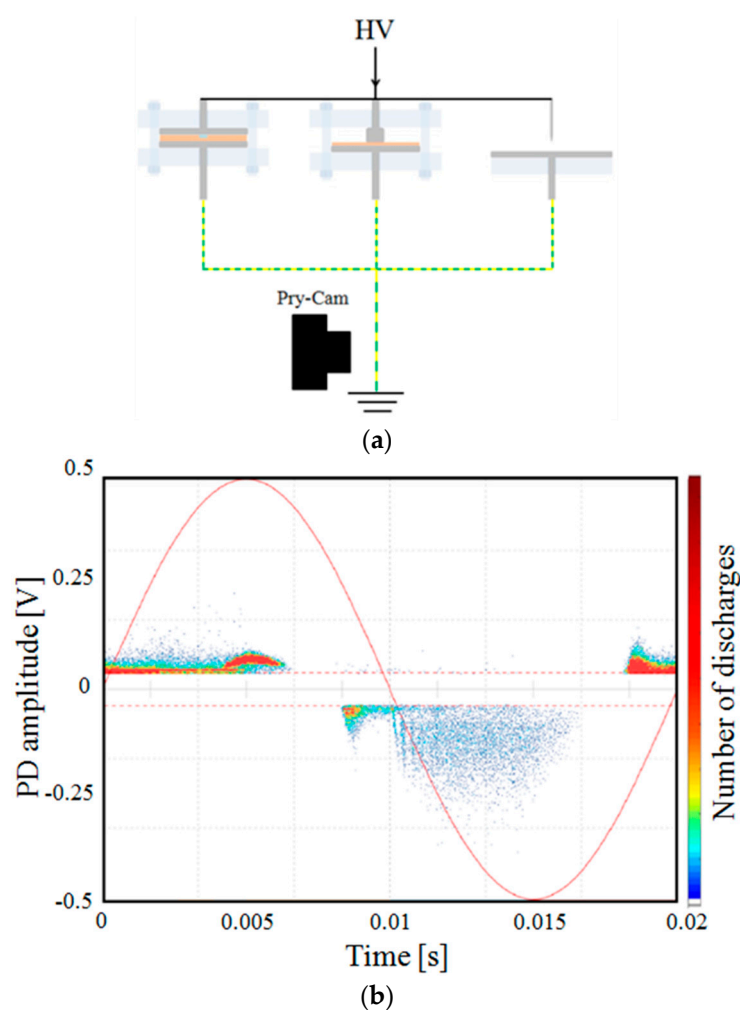 HV
Pry-Cam
(a)
0.5
0.25
0
-0.25
-0.5
PD amplitude [V]
0 0.005 0.01 0.015 0.02
Time [s]
Number of discharges
(b)